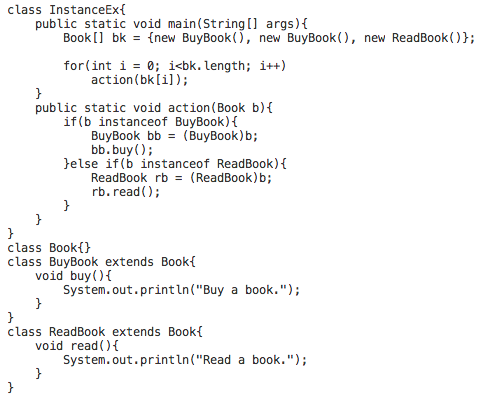 class InstanceEx{
    public static void main(String[] args){
        Book[] bk = {new BuyBook(), new BuyBook(), new ReadBook()};

        for(int i = 0; i<bk.length; i++)
            action(bk[i]);
    }
    public static void action(Book b){
        if(b instanceof BuyBook){
            BuyBook bb = (BuyBook)b;
            bb.buy();
        }else if(b instanceof ReadBook){
            ReadBook rb = (ReadBook)b;
            rb.read();
        }
    }
}
class Book{}
class BuyBook extends Book{
    void buy(){
        System.out.println("Buy a book.");
    }
}
class ReadBook extends Book{
    void read(){
        System.out.println("Read a book.");
    }
}